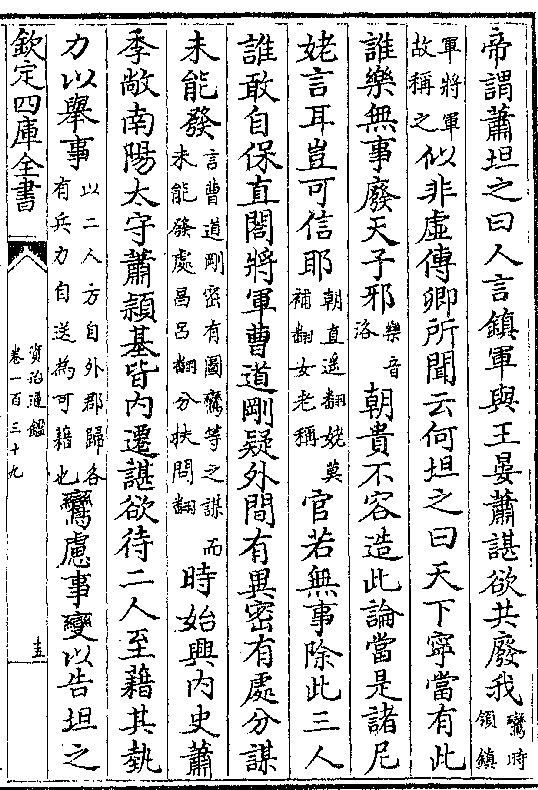 帝謂蕭坦之曰人言鎮軍與王晏蕭諶欲共廢我鸞時領鎮
軍將軍故稱之似非虛傳卿所聞云何坦之曰天下寧當有此
誰樂無事廢天子邪樂音洛朝貴不容造此論當是諸尼
姥言耳豈可信耶朝直遥翻姥莫補翻女老稱官若無事除此三人
誰敢自保直閤將軍曹道剛疑外間有異密有處分謀
未能發言曹道剛密有圖鸞等之謀而未能發處昌呂翻分扶問翻時始興內史蕭
季敞南陽太守蕭頴基皆內遷諶欲待二人至藉其埶
力以舉事以二人方自外郡歸各有兵力自送為可藉也鸞慮事變以告坦之
欽定四庫全書
資治通鑑
卷一百三十九
圭